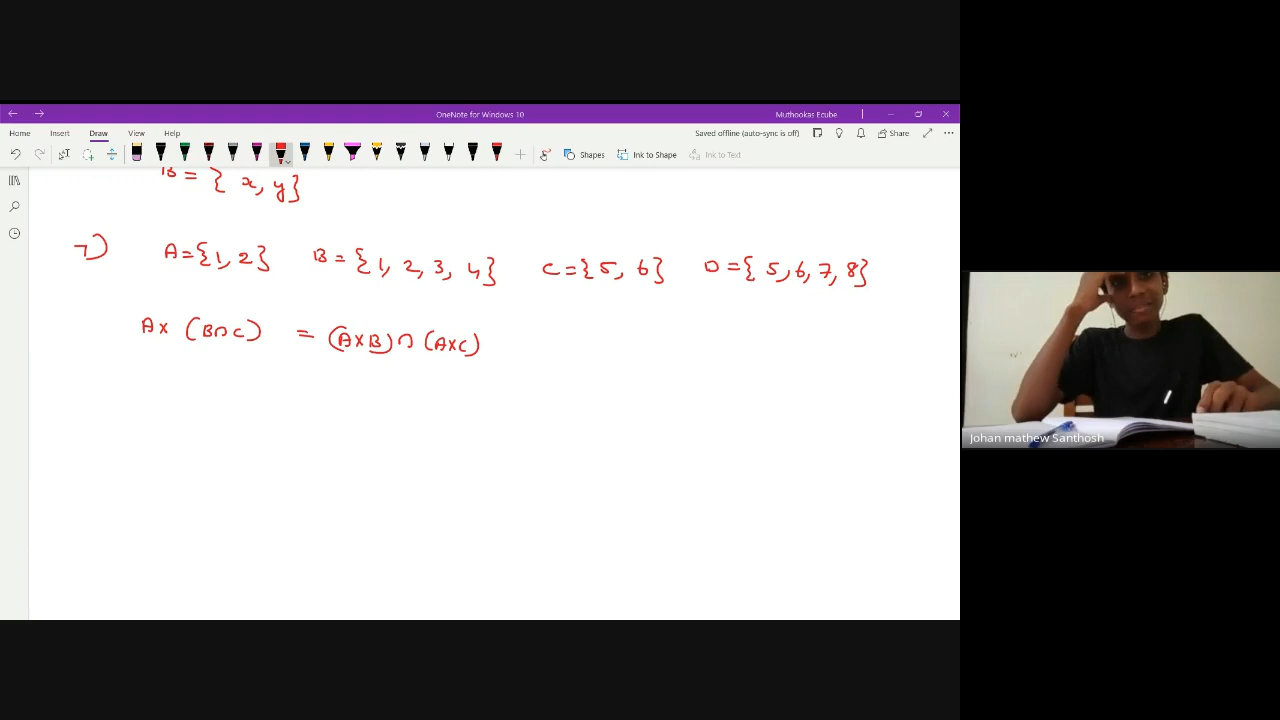 OneNote for Windows 10 Muthookas Ecube
Home Insert Draw View Help Saved offline (auto-sync is off) Share
Shapes Ink to Shape Ink to Text
B = { x, y}
7) A={1, 2} B = {1, 2, 3, 4} C={5, 6} D={ 5,6,7,8}
A× (B∩C) = (A×B)∩(A×C)
Johan mathew Santhosh